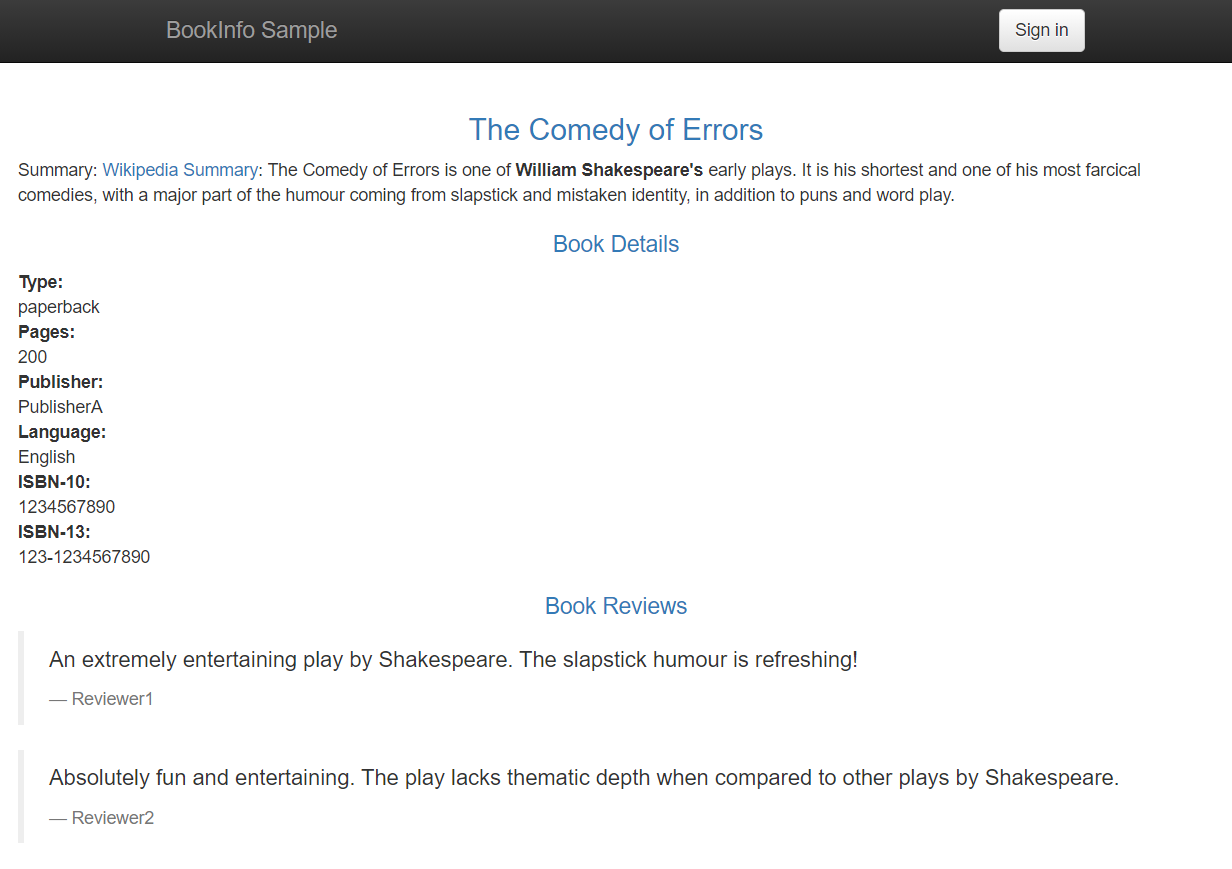 BookInfo Sample
Sign in
The Comedy of Errors
Summary: Wikipedia Summary: The Comedy of Errors is one of William Shakespeare's early plays. It is his shortest and one of his most farcical
comedies, with a major part of the humour coming from slapstick and mistaken identity, in addition to puns and word play.
Book Details
Type:
paperback
Pages:
200
Publisher:
PublisherA
Language:
English
ISBN-10:
1234567890
ISBN-13:
123-1234567890
Book Reviews
An extremely entertaining play by Shakespeare. The slapstick humour is refreshing!
— Reviewer1
Absolutely fun and entertaining. The play lacks thematic depth when compared to other plays by Shakespeare.
— Reviewer2